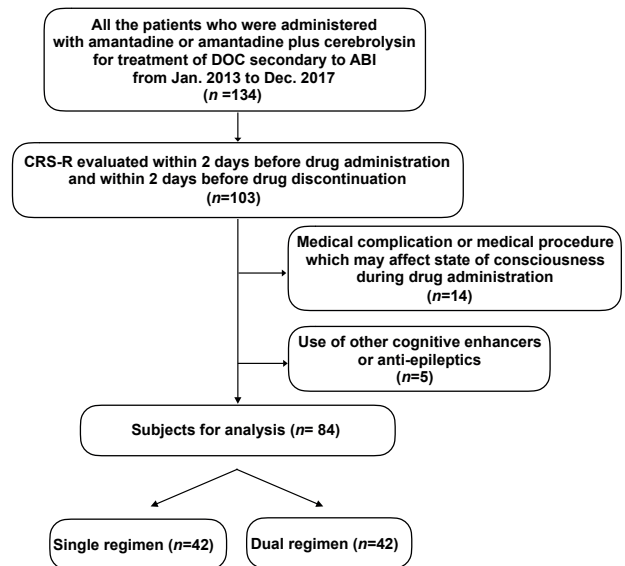 All the patients who were administered
with amantadine or amantadine plus cerebrolysin
for treatment of DOC secondary to ABI
from Jan. 2013 to Dec. 2017
(n =134)
CRS-R evaluated within 2 days before drug administration
and within 2 days before drug discontinuation
(n=103)
Medical complication or medical procedure
which may affect state of consciousness
during drug administration
(n=14)
Use of other cognitive enhancers
or anti-epileptics
(n=5)
Subjects for analysis (n= 84)
Single regimen (n=42)
Dual regimen (n=42)